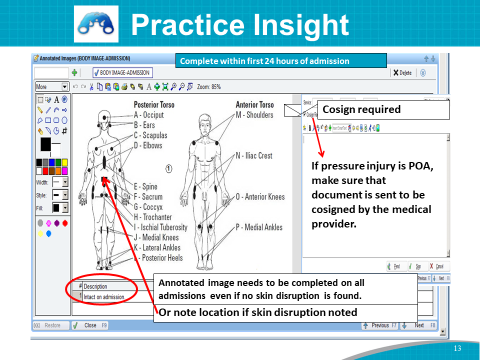 Practice Insight
Annotated Images (BODY IMAGE-ADMISSION)
Complete within first 24 hours of admission
BODY IMAGE-ADMISSION
Delete
More
Zoom: 85%
Posterior Torso
A - Occiput
B - Ears
C - Scapulas
D - Elbows
E - Spine
F - Sacrum
G - Coccyx
H - Trochanter
I - Ischial Tuberosity
J - Medial Knees
K - Lateral Ankles
L - Posterior Heels
Anterior Torso
M - Shoulders
N - Iliac Crest
O - Anterior Knees
P - Medial Ankles
1
Width:
Style:
Fill:
Cosign required
If pressure injury is POA,
make sure that
document is sent to be
cosigned by the medical
provider.
# Description
1 Intact on admission
Annotated image needs to be completed on all
admissions even if no skin disruption is found.
Or note location if skin disruption noted
Restore
Close F9
Previous F7
Next F8
13